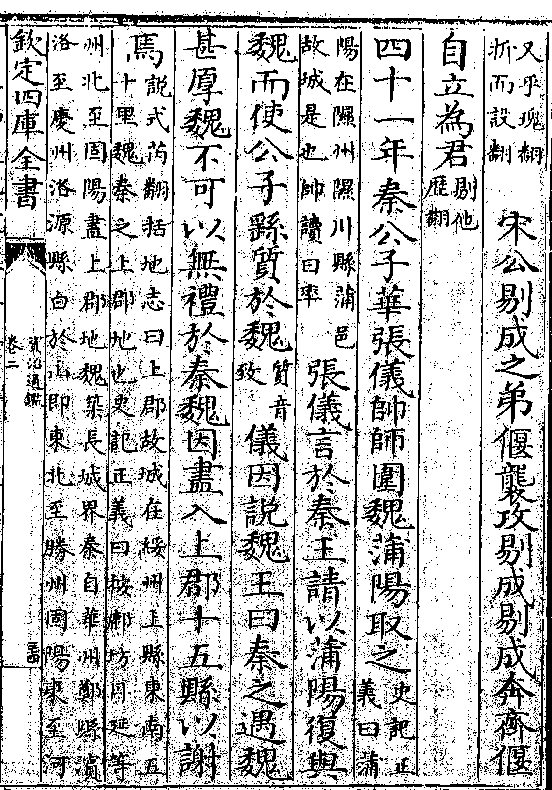 又乎瑰翻
而設翻
宋公剔成之弟偃襲攻剔成剔成奔齊偃
自立為君剔他
歴翻
四十一年秦公子華張儀帥師圍魏蒲陽取之史記正
義曰蒲
陽在隰州隰川縣蒲邑
故城是也帥讀曰率
張儀言於秦王請以蒲陽復與
魏而使公子繇質於魏質音
致
儀因說魏王曰秦之遇魏
甚厚魏不可以無禮於秦魏因盡入上郡十五縣以謝
焉說式芮翻括地志曰上郡故城在綏州上縣東南五
十里魏秦之上郡地也史記正義曰按鄜坊丹延等
州北至固陽盡上郡地魏築長城界秦自華州鄭縣濱
洛至慶州洛源縣白於山即東北至勝州固陽東至河
欽定四庫全書
資治通鑑
卷二